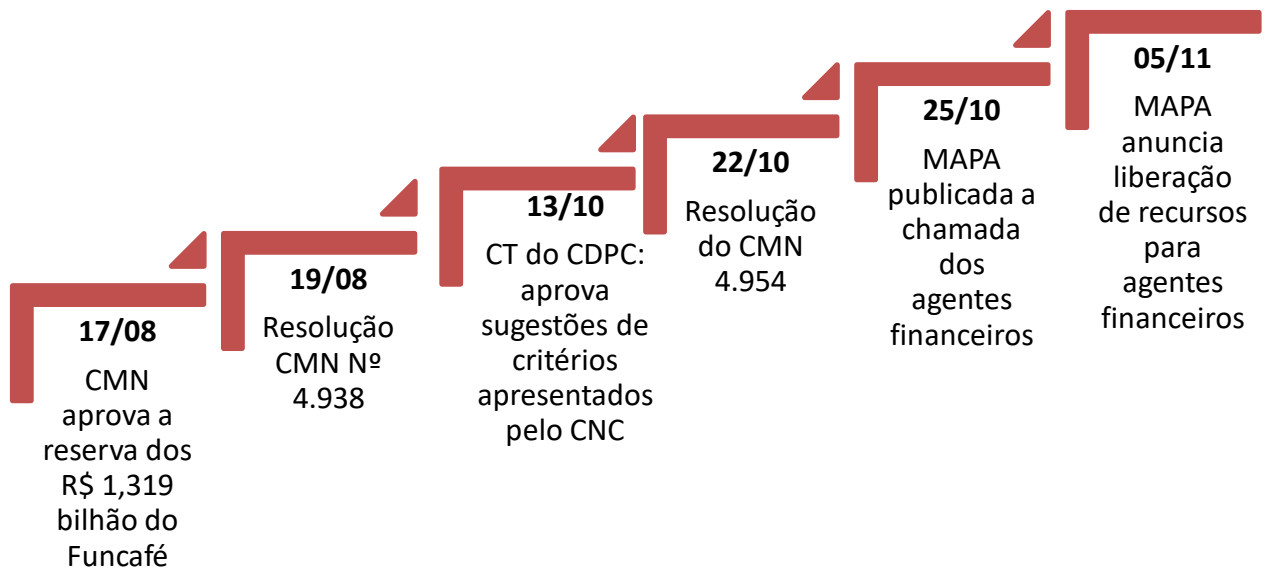 17/08
CMN
aprova a
reserva dos
R$ 1,319
bilhão do
Funcafé
19/08
Resolução
CMN Nº
4.938
13/10
CT do CDPC:
aprova
sugestões de
critérios
apresentados
pelo CNC
22/10
Resolução
do CMN
4.954
25/10
MAPA
publicada a
chamada
dos
agentes
financeiros
05/11
MAPA
anuncia
liberação
de recursos
para
agentes
financeiros